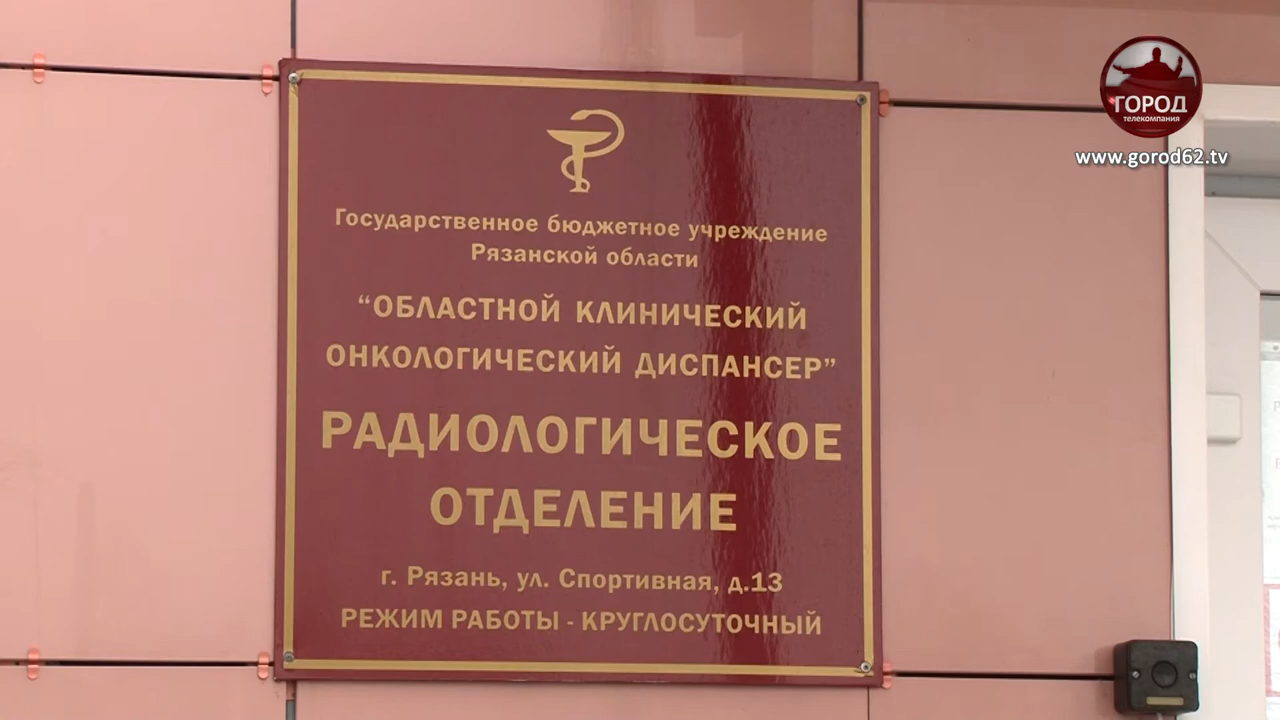 ГОРОД
телекомпания
www.gorod62.tv
Государственное бюджетное учреждение
Рязанской области
“ОБЛАСТНОЙ КЛИНИЧЕСКИЙ
ОНКОЛОГИЧЕСКИЙ ДИСПАНСЕР”
РАДИОЛОГИЧЕСКОЕ
ОТДЕЛЕНИЕ
г. Рязань, ул. Спортивная, д.13
РЕЖИМ РАБОТЫ - КРУГЛОСУТОЧНЫЙ